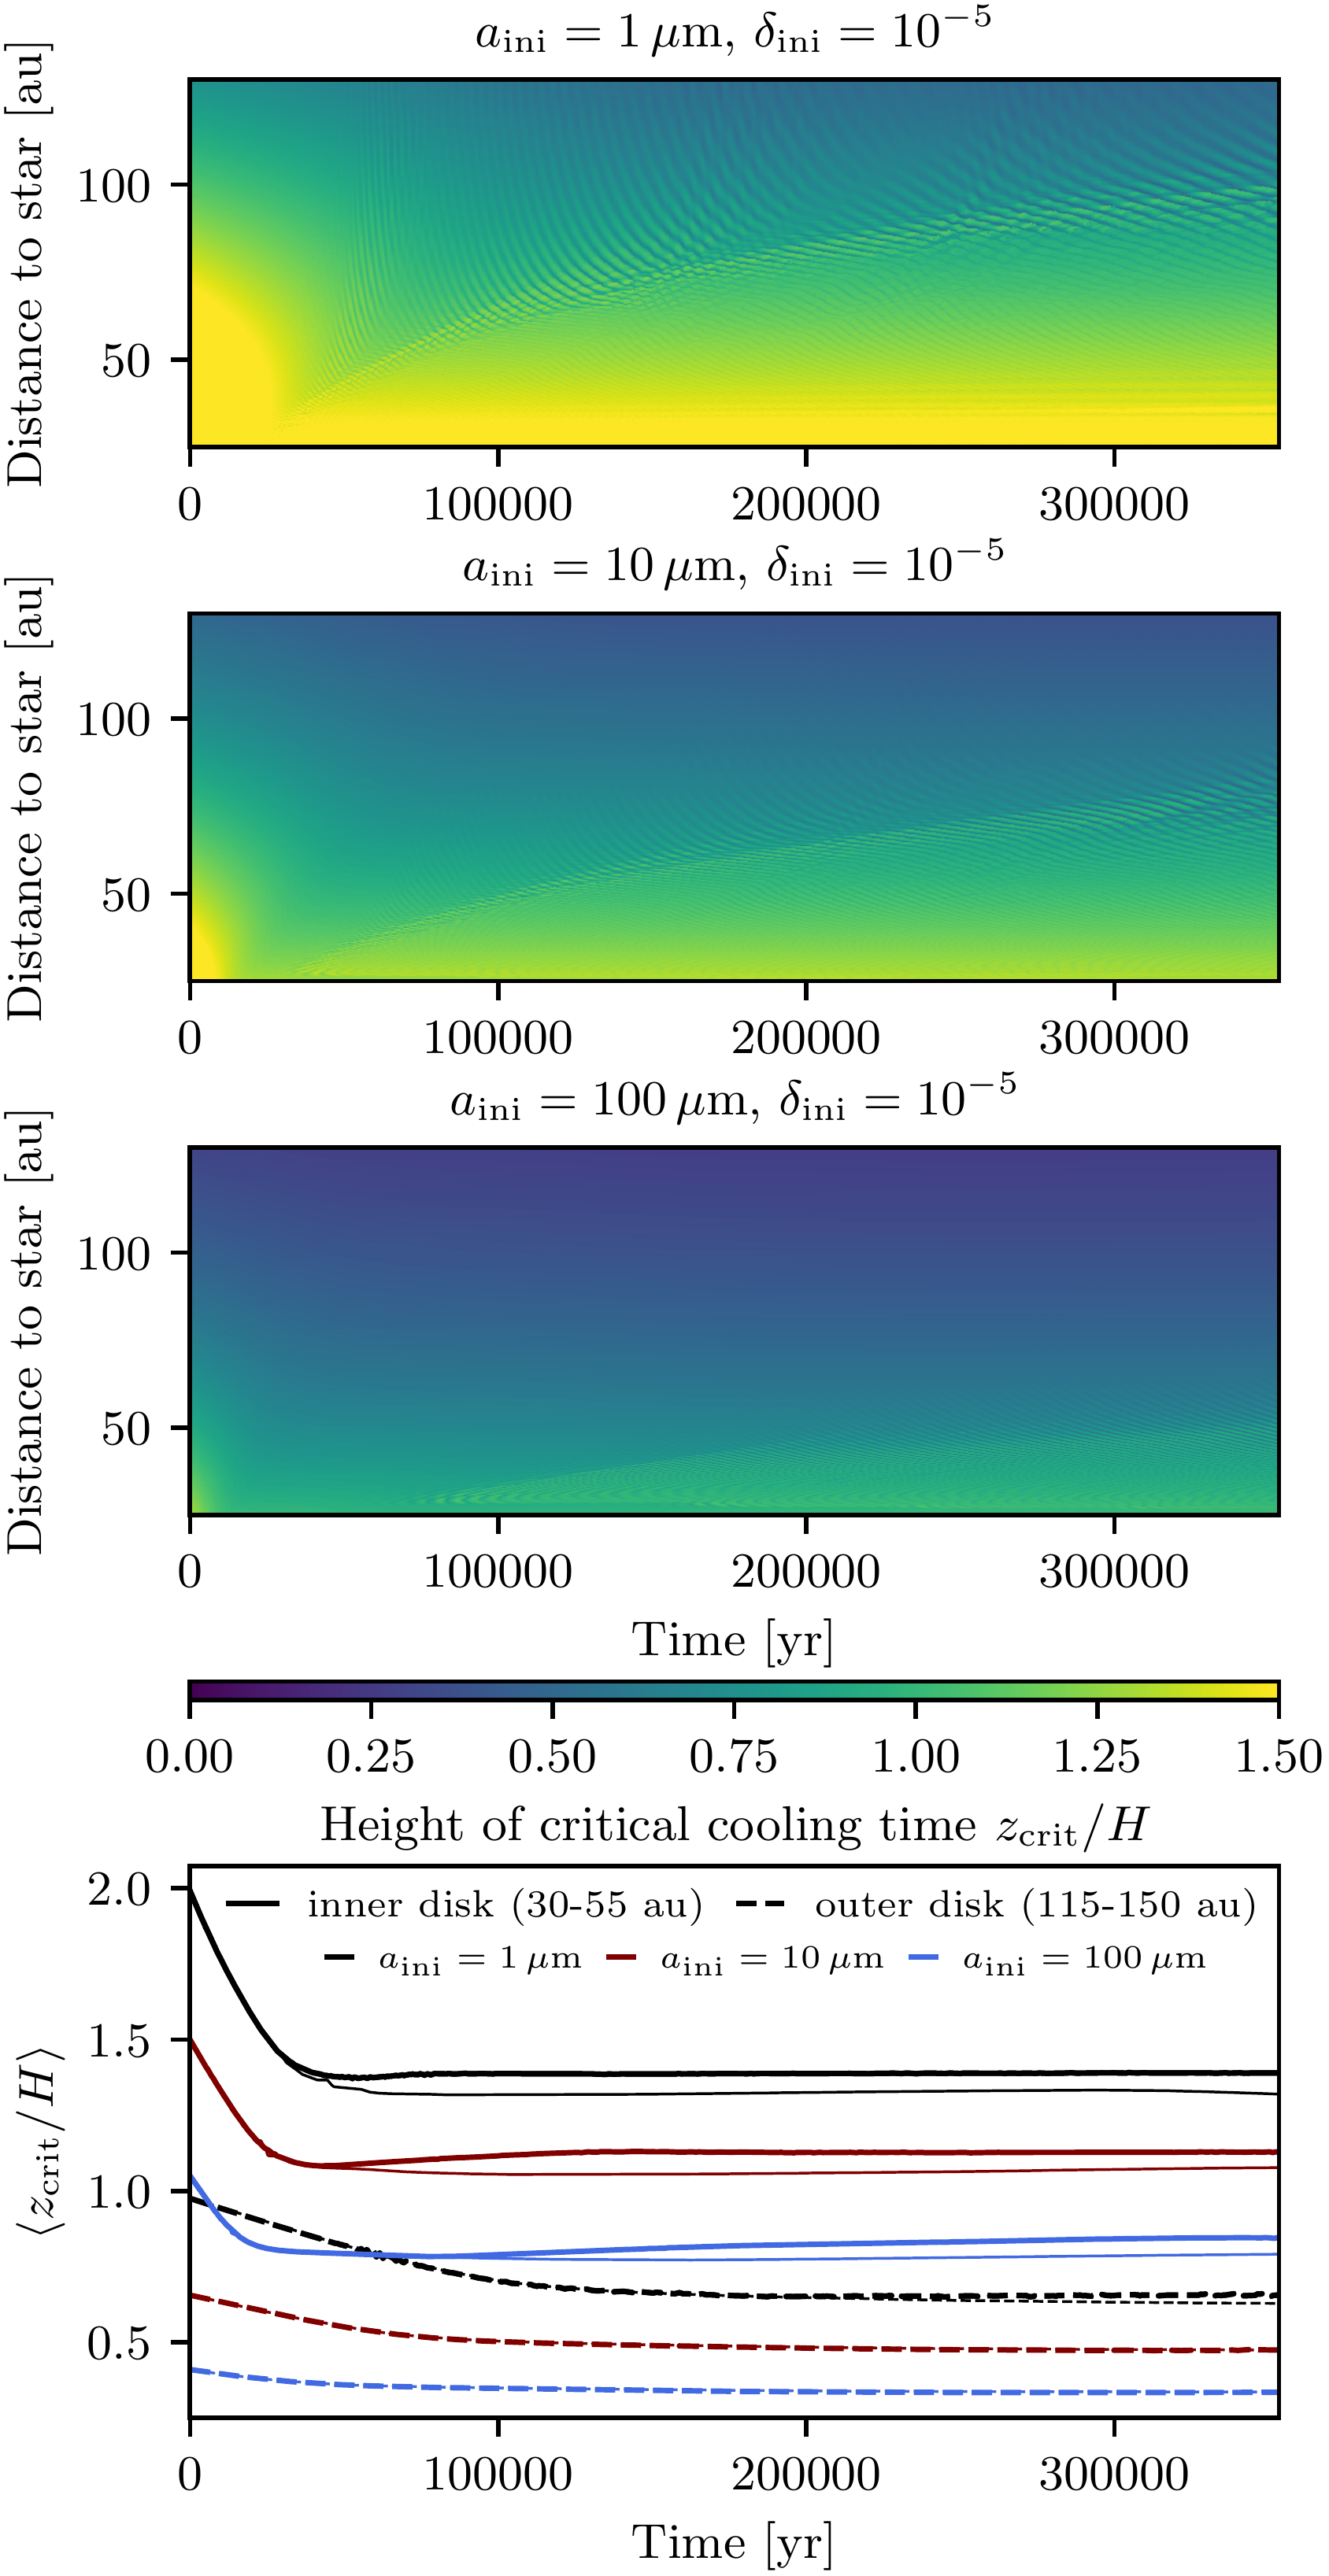 a_ini = 1 μm, δ_ini = 10⁻⁵
Distance to star [au]
100
50
0 100000 200000 300000
a_ini = 10 μm, δ_ini = 10⁻⁵
Distance to star [au]
100
50
0 100000 200000 300000
a_ini = 100 μm, δ_ini = 10⁻⁵
Distance to star [au]
100
50
0 100000 200000 300000
Time [yr]
0.00 0.25 0.50 0.75 1.00 1.25 1.50
Height of critical cooling time z_crit/H
⟨z_crit/H⟩
2.0
inner disk (30-55 au) outer disk (115-150 au)
a_ini = 1 μm a_ini = 10 μm a_ini = 100 μm
1.5
1.0
0.5
0 100000 200000 300000
Time [yr]